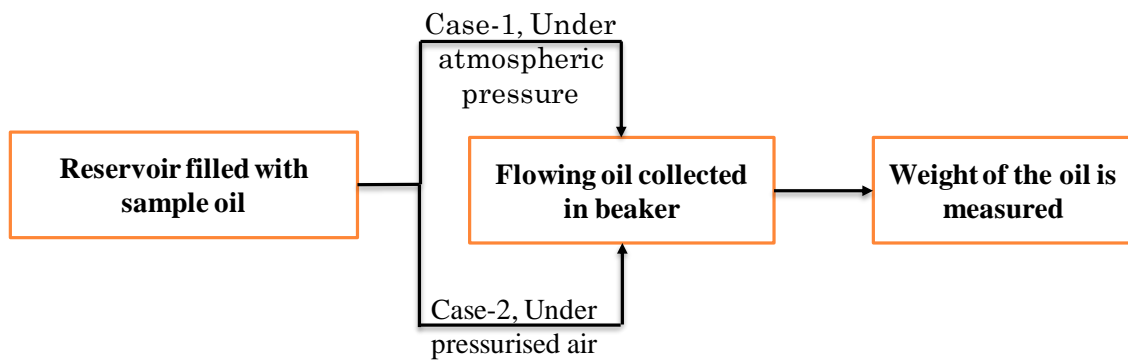 Case-1, Under
atmospheric
pressure
Reservoir filled with
sample oil
Flowing oil collected
in beaker
Weight of the oil is
measured
Case-2, Under
pressurised air